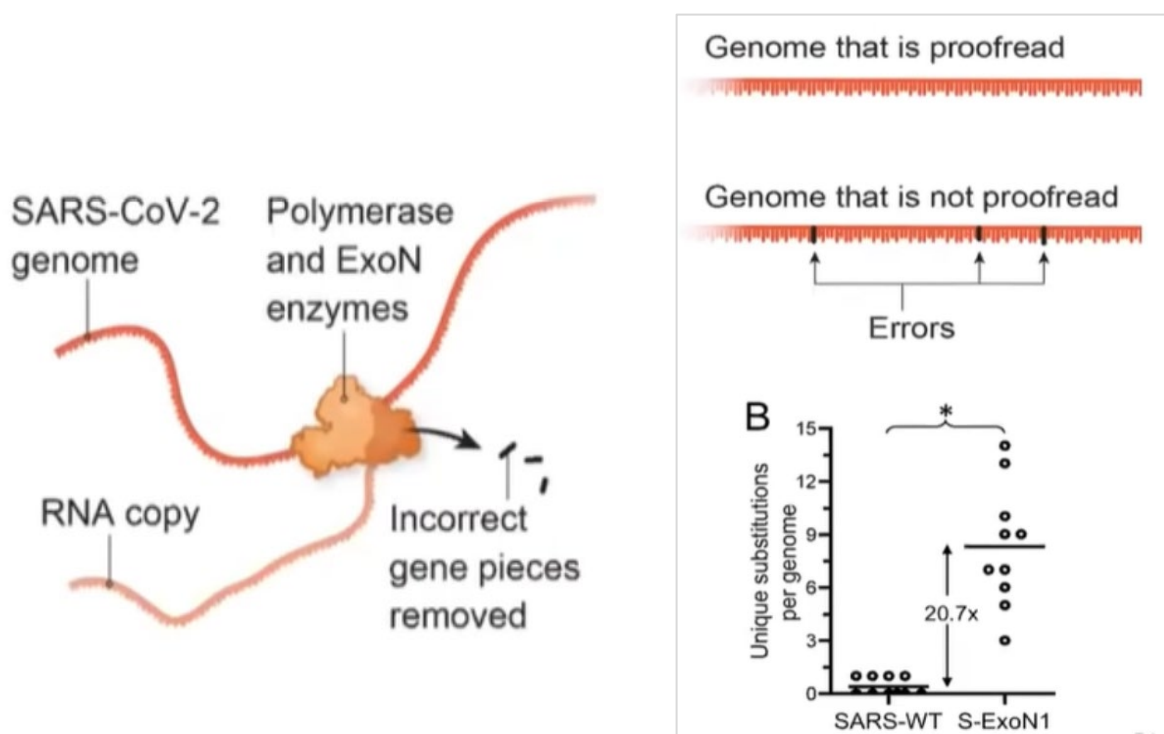 SARS-CoV-2
genome
Polymerase
and ExoN
enzymes
RNA copy
Incorrect
gene pieces
removed
Genome that is proofread
Genome that is not proofread
Errors
B
*
15
12
9
6
3
0
Unique substitutions
per genome
20.7x
SARS-WT
S-ExoN1